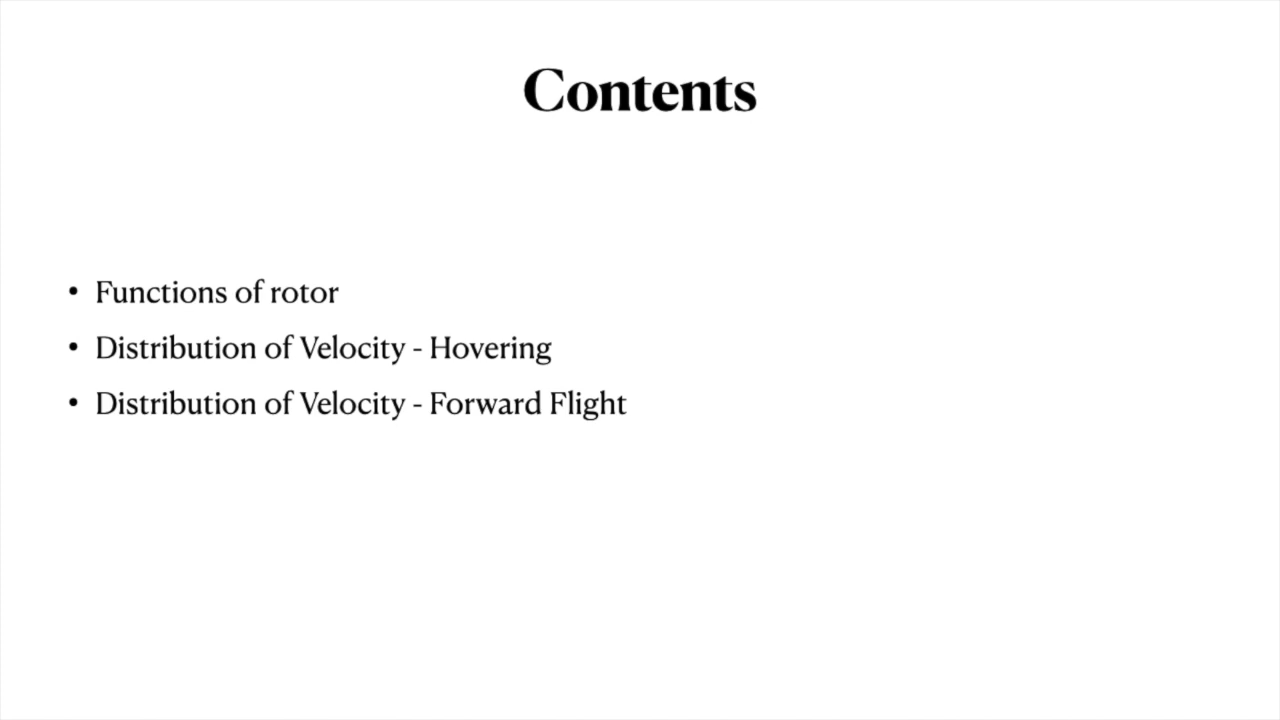 Contents
• Functions of rotor
• Distribution of Velocity - Hovering
• Distribution of Velocity - Forward Flight